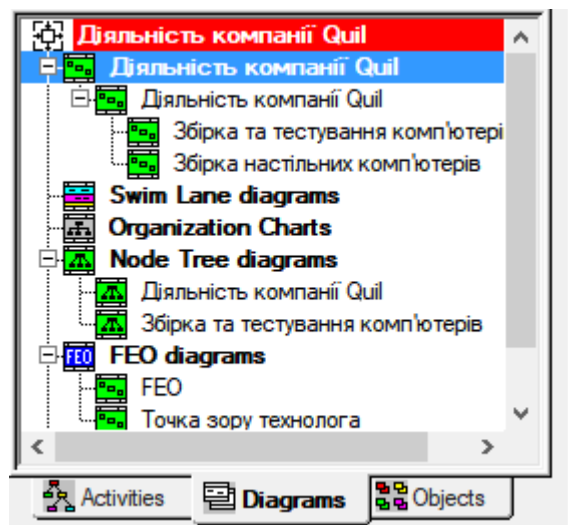 Діяльність компанії Quil
Діяльність компанії Quil
Діяльність компанії Quil
Збірка та тестування комп'ютері
Збірка настільних комп'ютерів
Swim Lane diagrams
Organization Charts
Node Tree diagrams
Діяльність компанії Quil
Збірка та тестування комп'ютерів
FEO FEO diagrams
FEO
Точка зору технолога
Activities Diagrams Objects